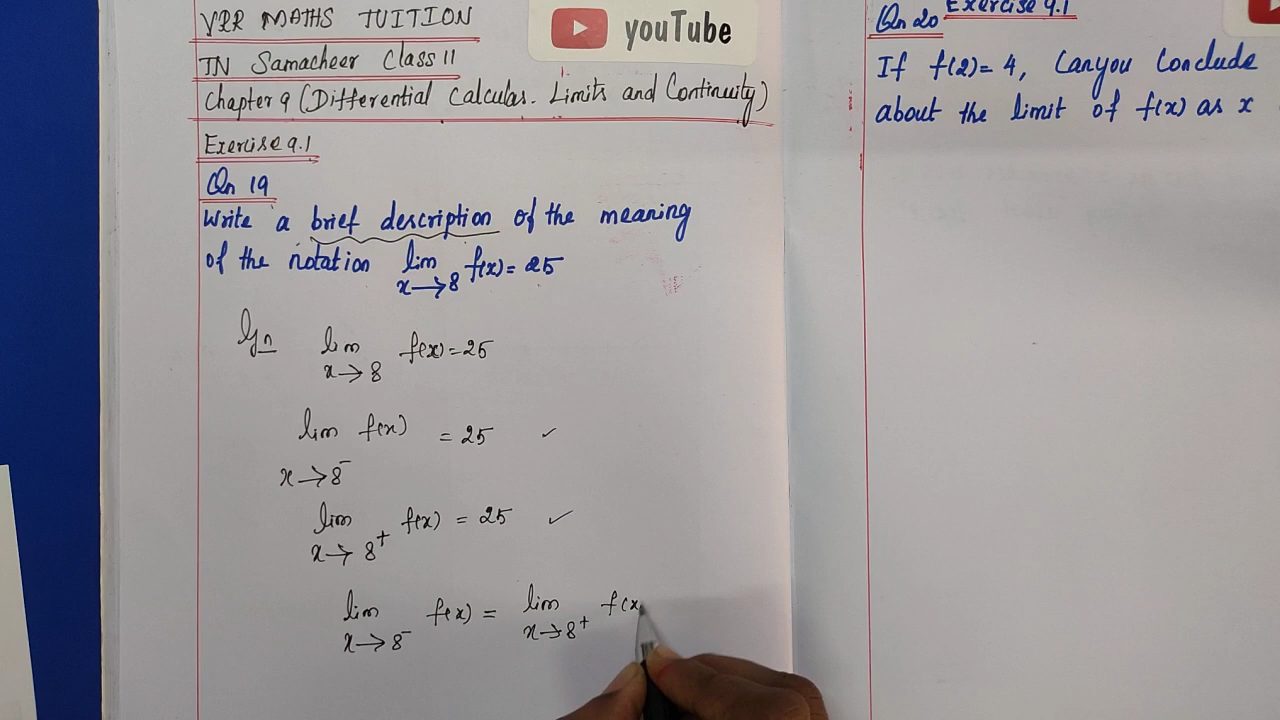 VRR MATHS TUITION
TN Samacheer Class 11
Chapter 9 (Differential Calculas. Limits and Continuity)
Exercise 9.1
Qn 19
Write a brief description of the meaning
of the notation lim f(x) = 25
x→8
Gn lim f(x) = 25
x→8
lim f(x) = 25 ✓
x→8⁻
lim f(x) = 25 ✓
x→8⁺
lim f(x) = lim f(x
x→8⁻ x→8⁺
YouTube
Qn 20 Exercise 9.1
If f(2) = 4, Can you Conclude
about the limit of f(x) as x